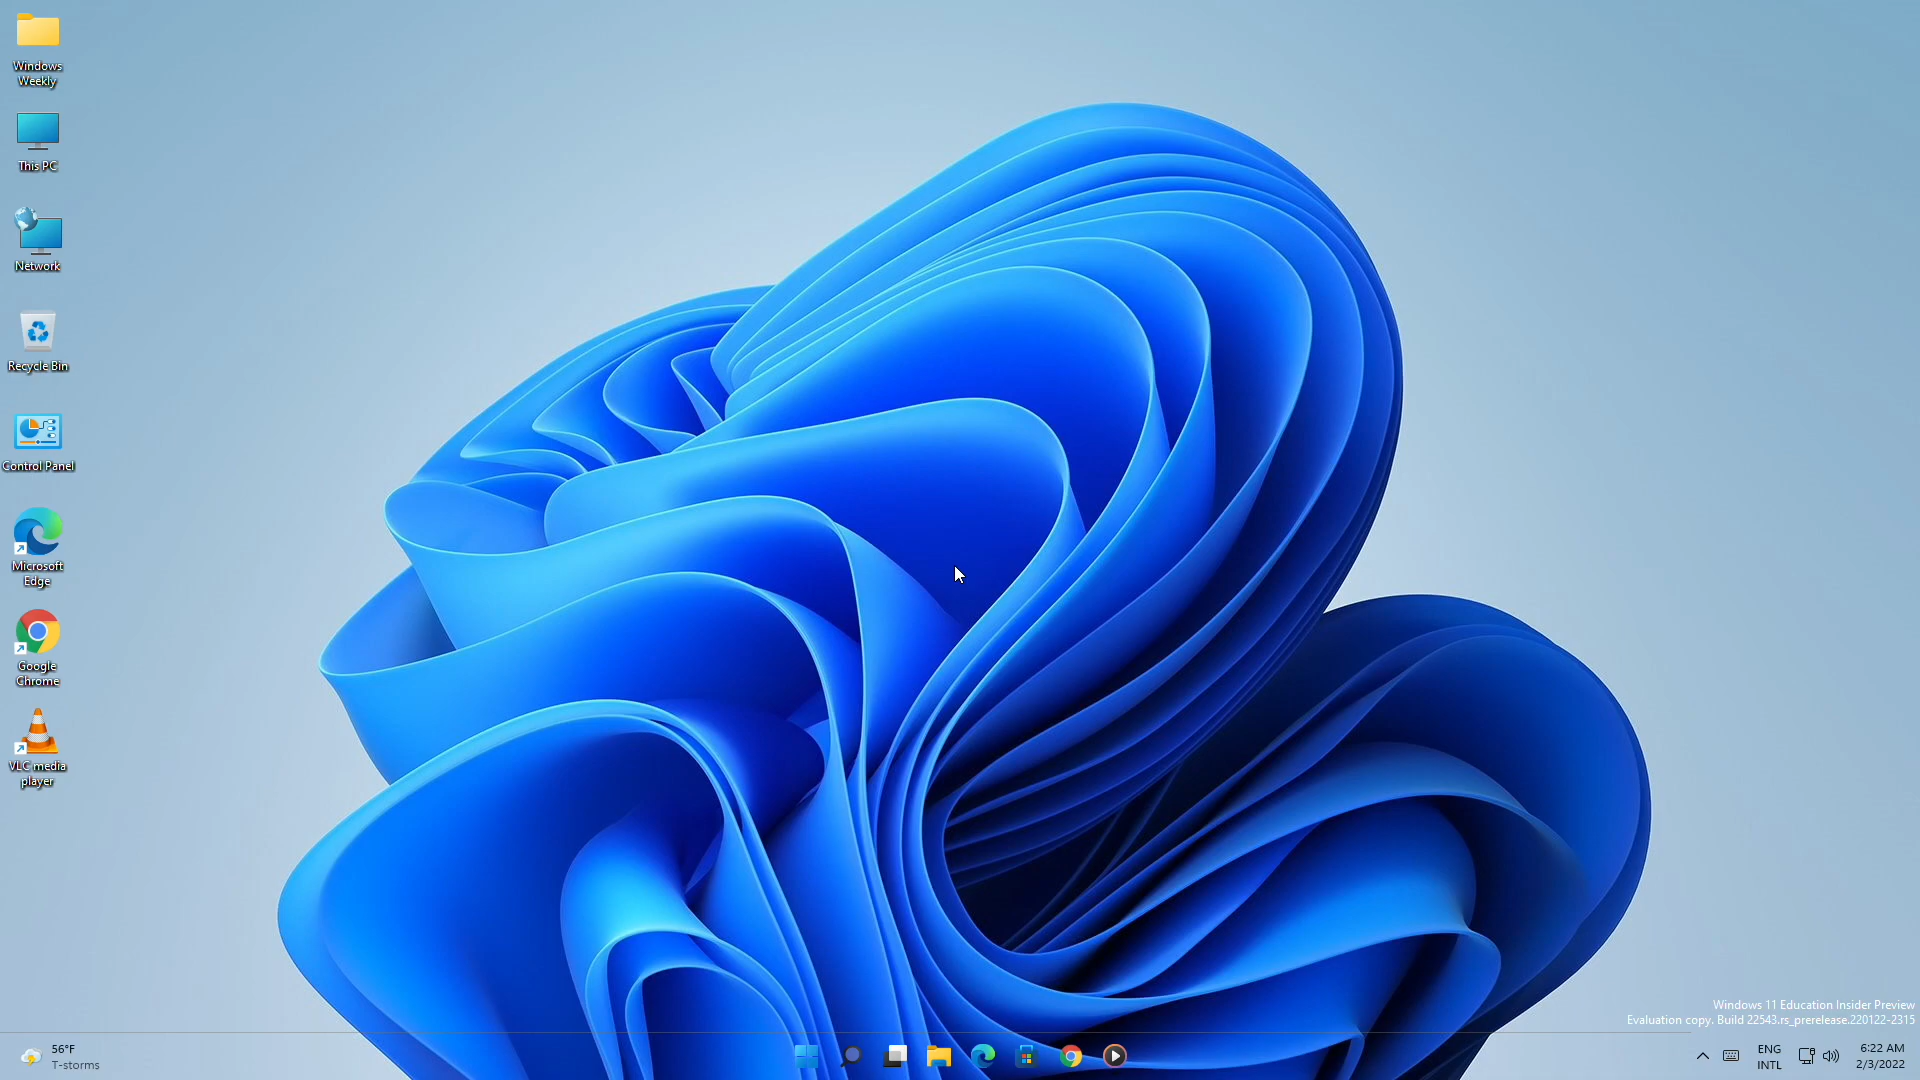 Windows
Weekly
This PC
Network
Recycle Bin
Control Panel
Microsoft
Edge
Google
Chrome
VLC media
player
Windows 11 Education Insider Preview
Evaluation copy. Build 22543.rs_prerelease.220122-2315
56°F
T-storms
ENG
INTL
6:22 AM
2/3/2022